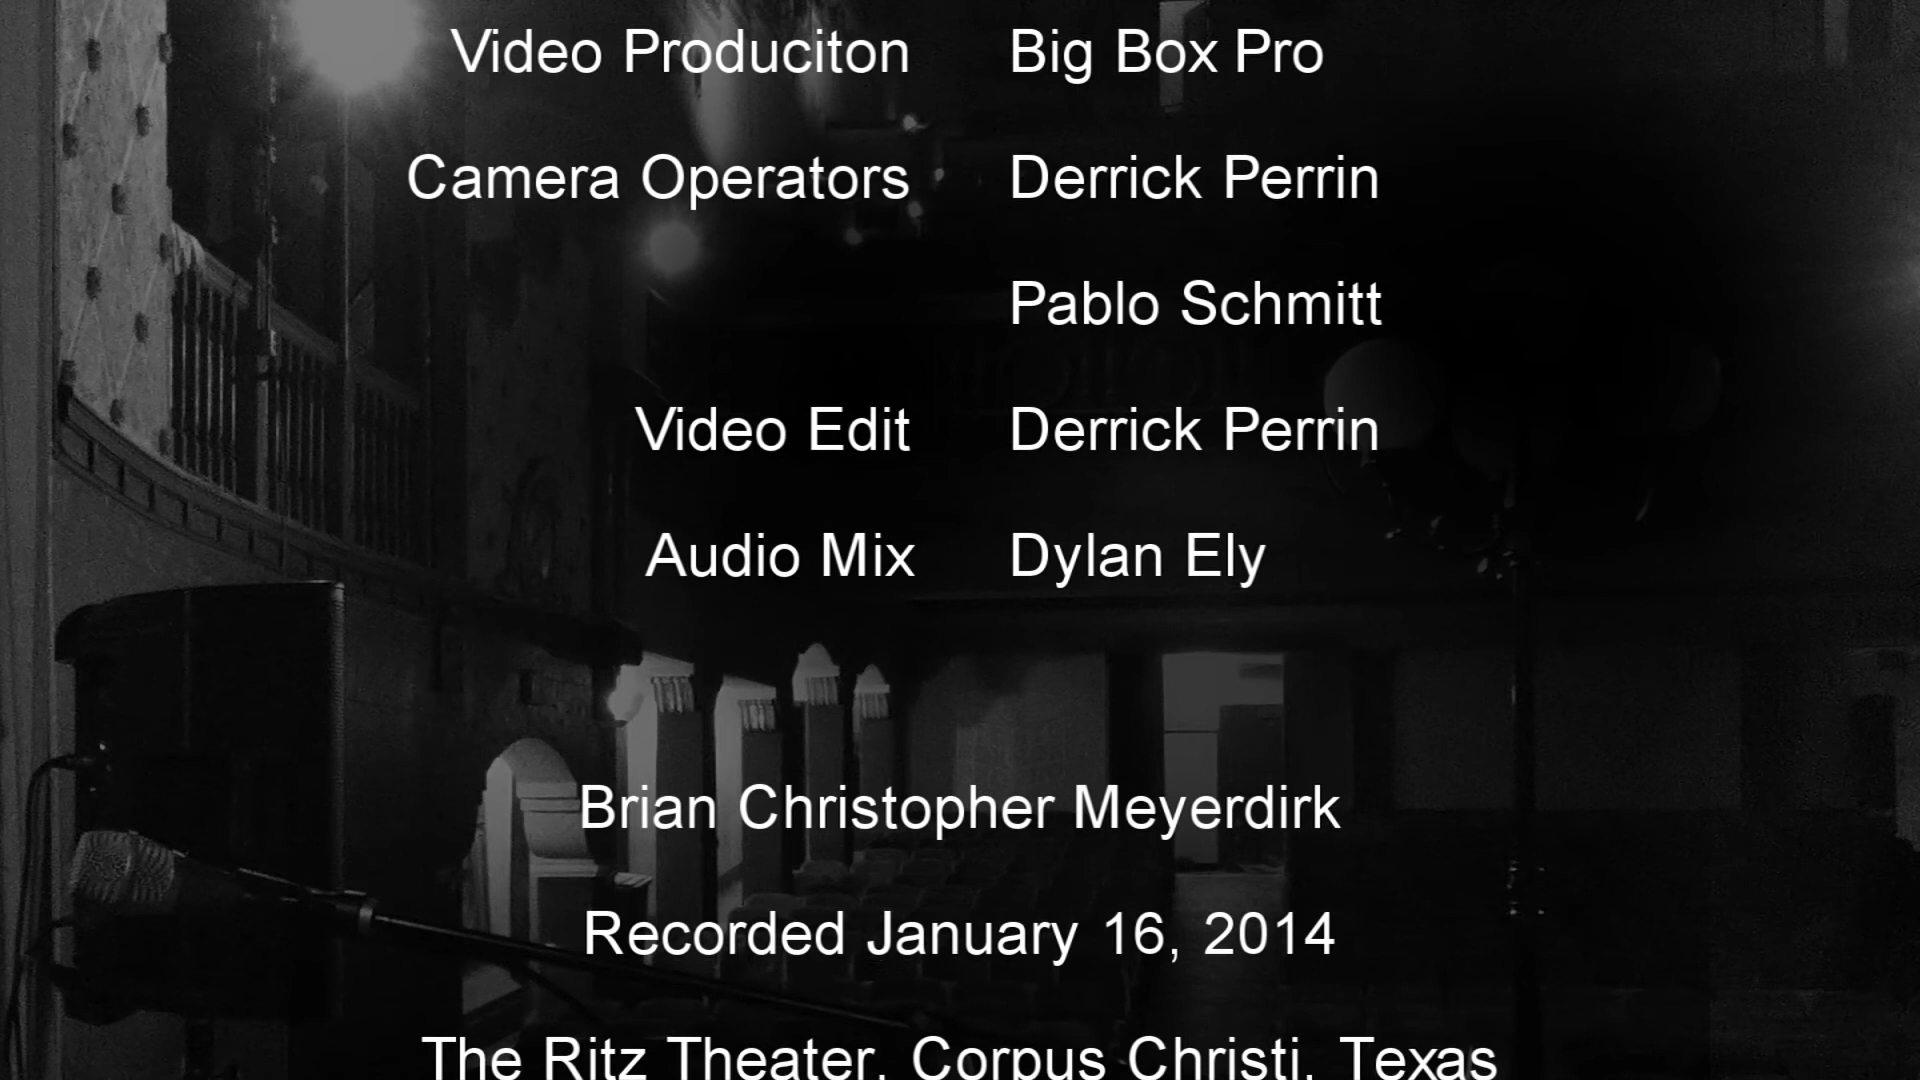 Video Produciton Big Box Pro
Camera Operators Derrick Perrin
Pablo Schmitt
Video Edit Derrick Perrin
Audio Mix Dylan Ely
Brian Christopher Meyerdirk
Recorded January 16, 2014
The Ritz Theater, Corpus Christi, Texas